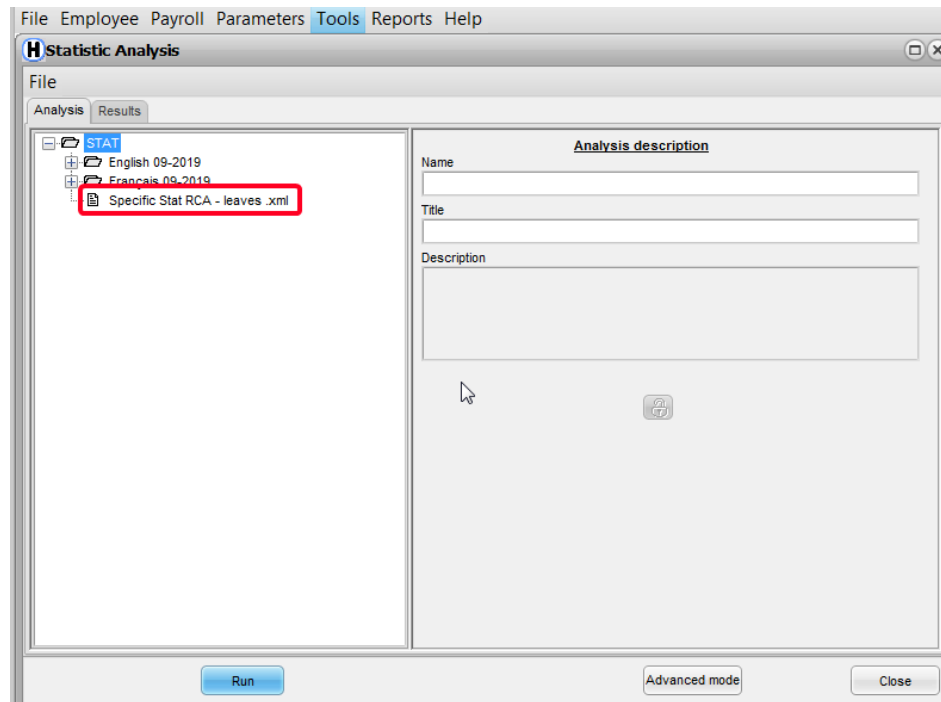 File Employee Payroll Parameters Tools Reports Help
H Statistic Analysis
File
Analysis Results
STAT
English 09-2019
Français 09-2019
Specific Stat RCA - leaves .xml
Analysis description
Name
Title
Description
Run
Advanced mode
Close